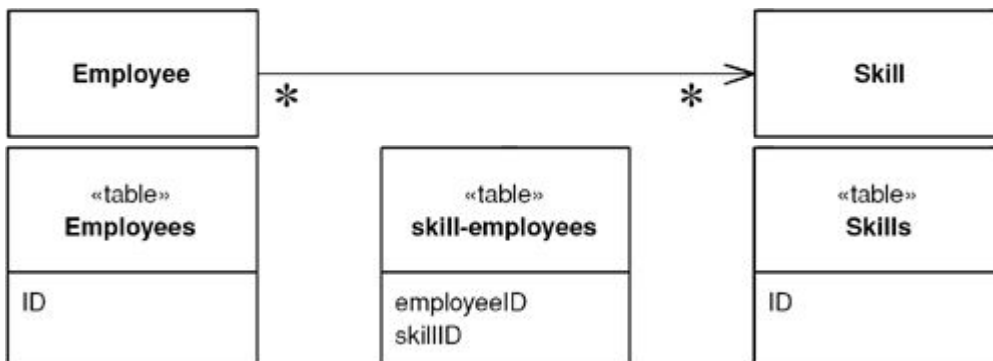 Employee
*
*
Skill
«table»
Employees
ID
«table»
skill-employees
employeeID
skillID
«table»
Skills
ID